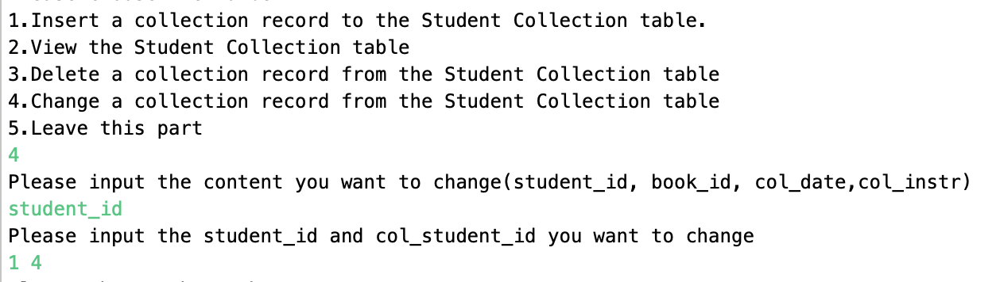 1.Insert a collection record to the Student Collection table.
2.View the Student Collection table
3.Delete a collection record from the Student Collection table
4.Change a collection record from the Student Collection table
5.Leave this part
4
Please input the content you want to change(student_id, book_id, col_date,col_instr)
student_id
Please input the student_id and col_student_id you want to change
1 4